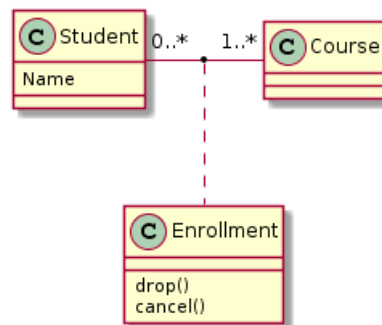 C Student
0..*
1..*
C Course
Name
C Enrollment
drop()
cancel()